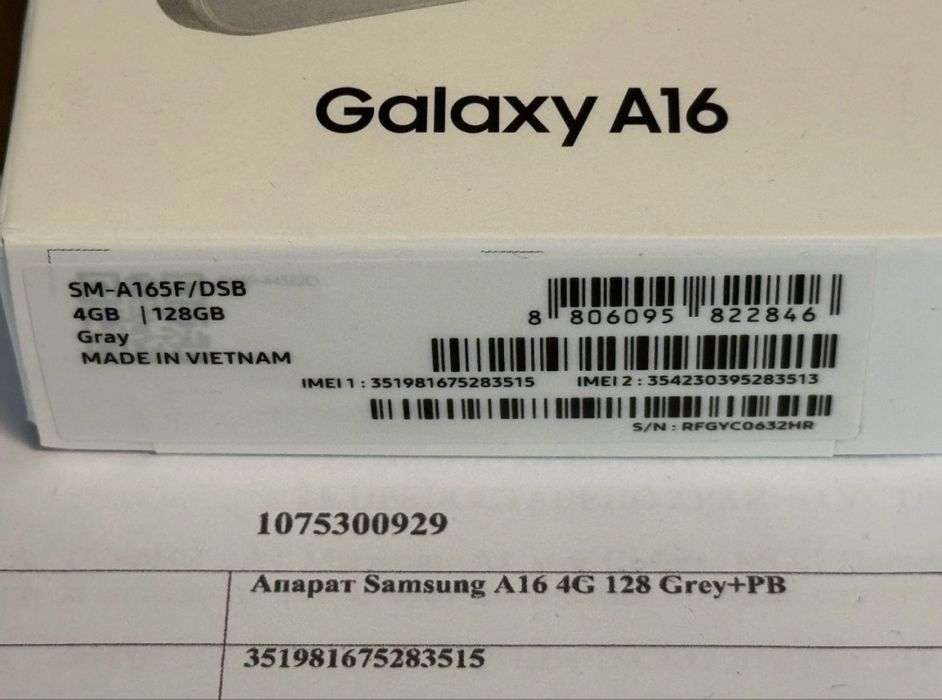 Galaxy A16
SM-A165F/DSB
4GB | 128GB
Gray
MADE IN VIETNAM
8 806095 822846
IMEI 1 : 351981675283515 IMEI 2 : 354230395283513
S/N : RFGYC0632HR
1075300929
Апарат Samsung A16 4G 128 Grey+PB
351981675283515